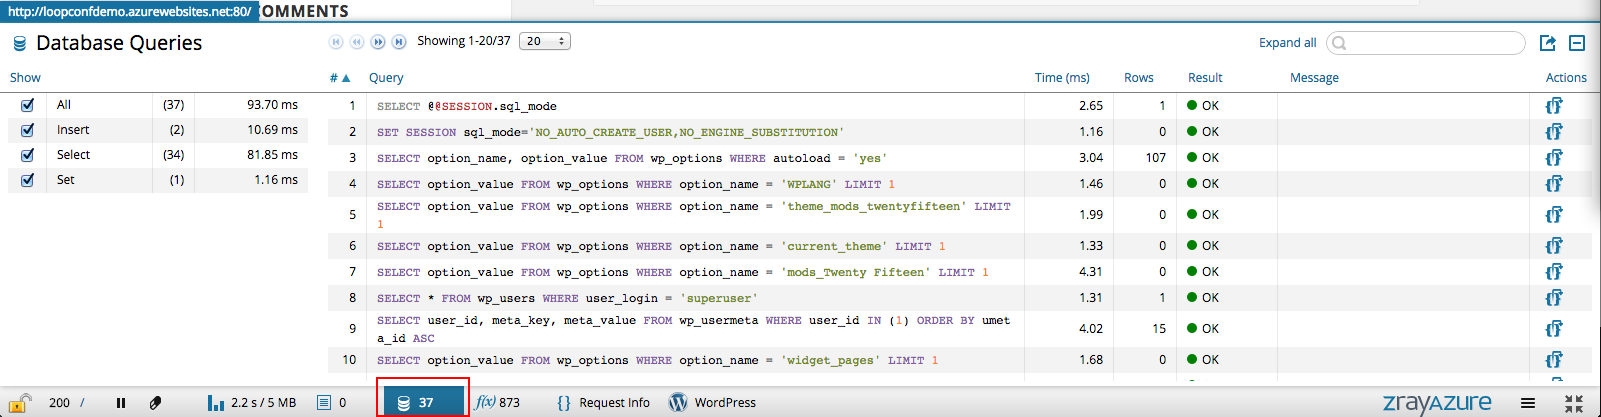 http://loopconfdemo.azurewebsites.net:80/ COMMENTS
Database Queries
Showing 1-20/37 20
Expand all
Show
# Query Time (ms) Rows Result Message Actions
All (37) 93.70 ms
Insert (2) 10.69 ms
Select (34) 81.85 ms
Set (1) 1.16 ms
1 SELECT @@SESSION.sql_mode 2.65 1 OK
2 SET SESSION sql_mode='NO_AUTO_CREATE_USER,NO_ENGINE_SUBSTITUTION' 1.16 0 OK
3 SELECT option_name, option_value FROM wp_options WHERE autoload = 'yes' 3.04 107 OK
4 SELECT option_value FROM wp_options WHERE option_name = 'WPLANG' LIMIT 1 1.46 0 OK
5 SELECT option_value FROM wp_options WHERE option_name = 'theme_mods_twentyfifteen' LIMIT 1.99 0 OK
1
6 SELECT option_value FROM wp_options WHERE option_name = 'current_theme' LIMIT 1 1.33 0 OK
7 SELECT option_value FROM wp_options WHERE option_name = 'mods_Twenty Fifteen' LIMIT 1 4.31 0 OK
8 SELECT * FROM wp_users WHERE user_login = 'superuser' 1.31 1 OK
9 SELECT user_id, meta_key, meta_value FROM wp_usermeta WHERE user_id IN (1) ORDER BY umet 4.02 15 OK
a_id ASC
10 SELECT option_value FROM wp_options WHERE option_name = 'widget_pages' LIMIT 1 1.68 0 OK
200 / 2.2 s / 5 MB 0 37 f(x) 873 {} Request Info WordPress zrayAzure